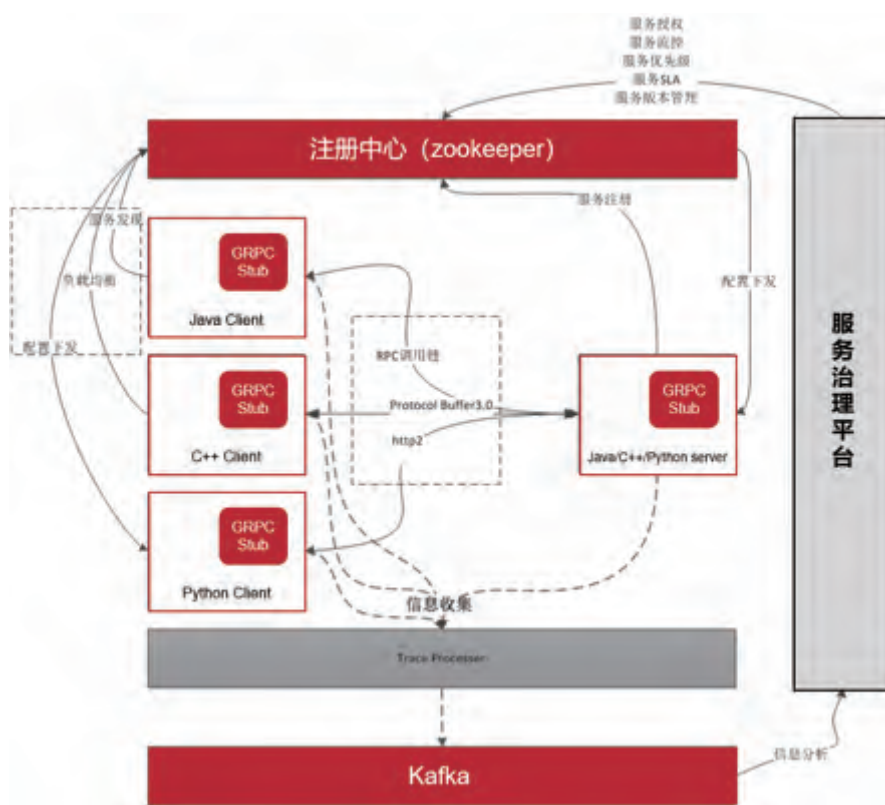 服务授权
服务流控
服务优先级
服务SLA
服务版本管理
注册中心（zookeeper）
服务注册
服务发现
GRPC
Stub
Java Client
负载均衡
配置下发
配置下发
RPC调用链
Protocol Buffer3.0
http2
GRPC
Stub
C++ Client
GRPC
Stub
Java/C++/Python server
GRPC
Stub
Python Client
信息收集
Trace Processer
Kafka
信息分析
服务治理平台